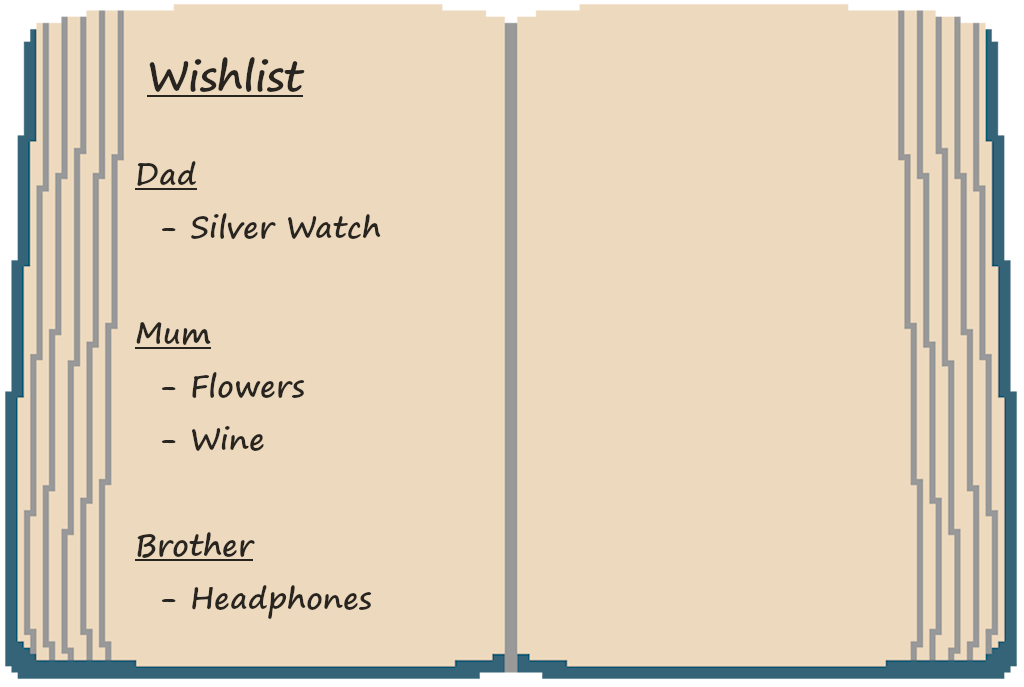 Wishlist
Dad
- Silver Watch
Mum
- Flowers
- Wine
Brother
- Headphones